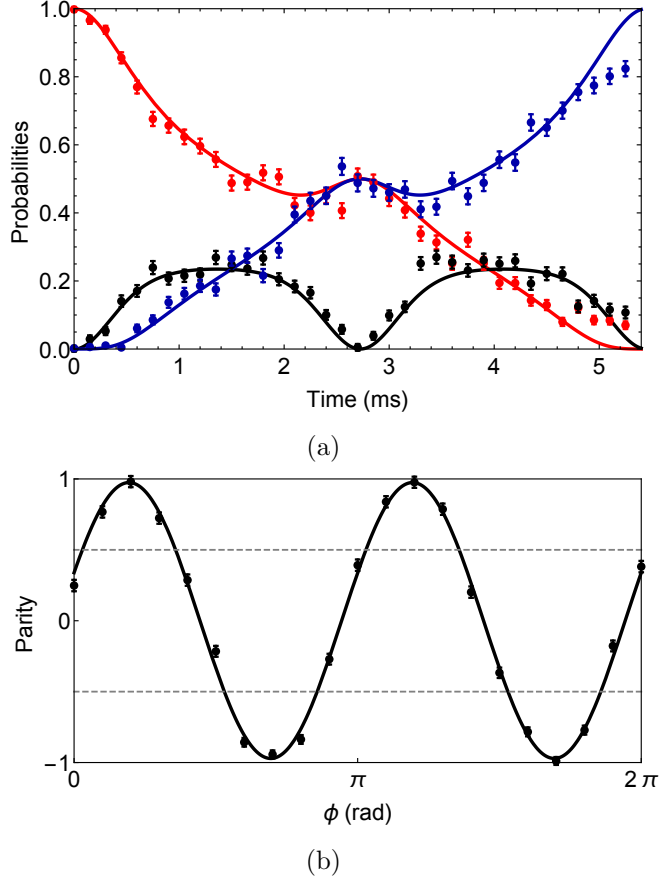 1.0
0.8
0.6
0.4
0.2
0.0
Probabilities
0 1 2 3 4 5
Time (ms)
(a)
1
0
−1
Parity
0 π 2 π
ϕ (rad)
(b)